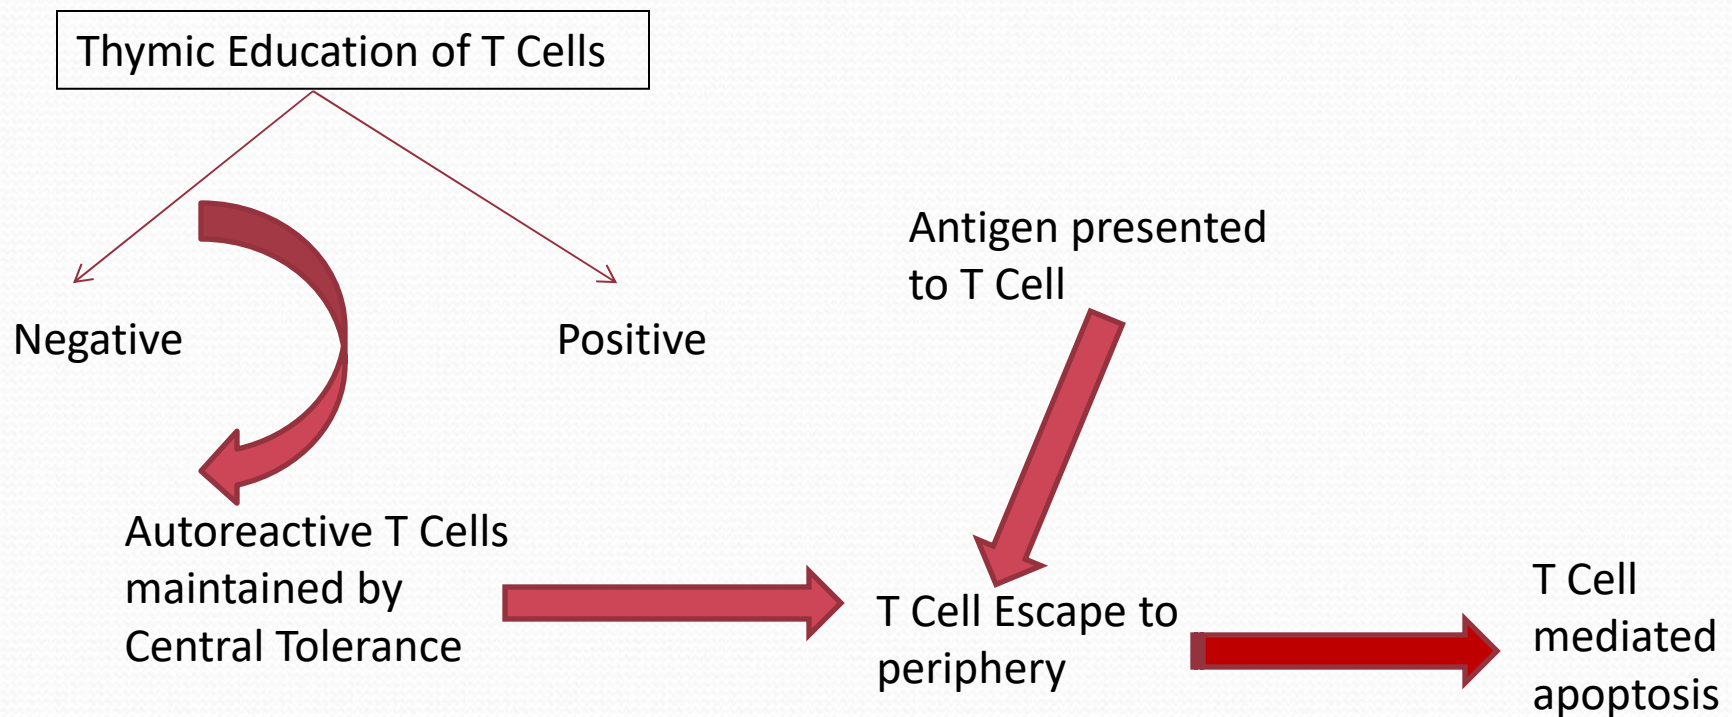 Thymic Education of T Cells
Negative
Positive
Antigen presented
to T Cell
Autoreactive T Cells
maintained by
Central Tolerance
T Cell Escape to
periphery
T Cell
mediated
apoptosis